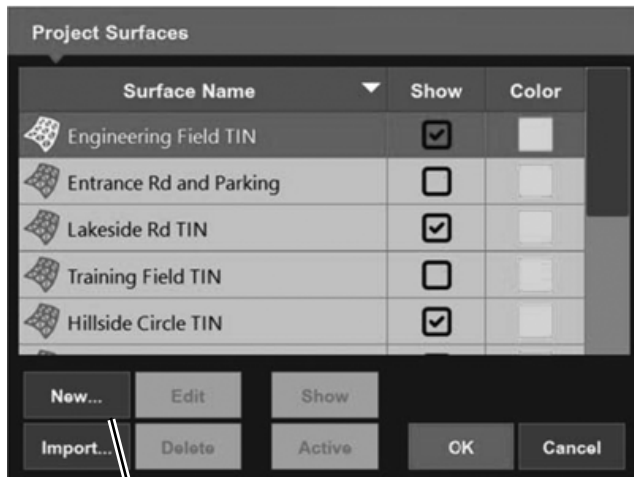 Project Surfaces
Surface Name Show Color
Engineering Field TIN
Entrance Rd and Parking
Lakeside Rd TIN
Training Field TIN
Hillside Circle TIN
New... Edit Show
Import... Delete Active OK Cancel